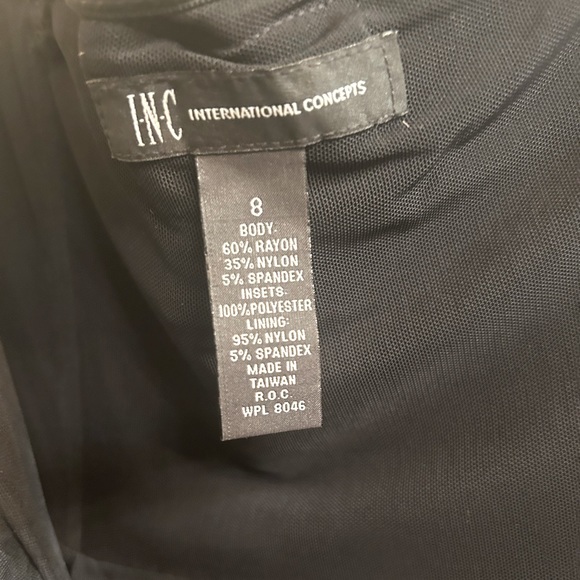 I·N·C INTERNATIONAL CONCEPTS
8
BODY:
60% RAYON
35% NYLON
5% SPANDEX
INSETS:
100%POLYESTER
LINING:
95% NYLON
5% SPANDEX
MADE IN
TAIWAN
R.O.C.
WPL 8046